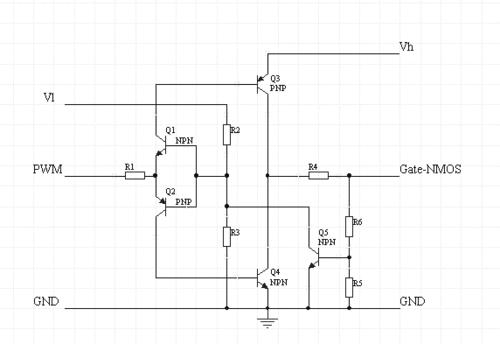 Vh
Q3
PNP
Vl
Q1
NPN
R2
PWM
R1
R4
Gate-NMOS
Q2
PNP
R6
R3
Q5
NPN
Q4
NPN
R5
GND
GND